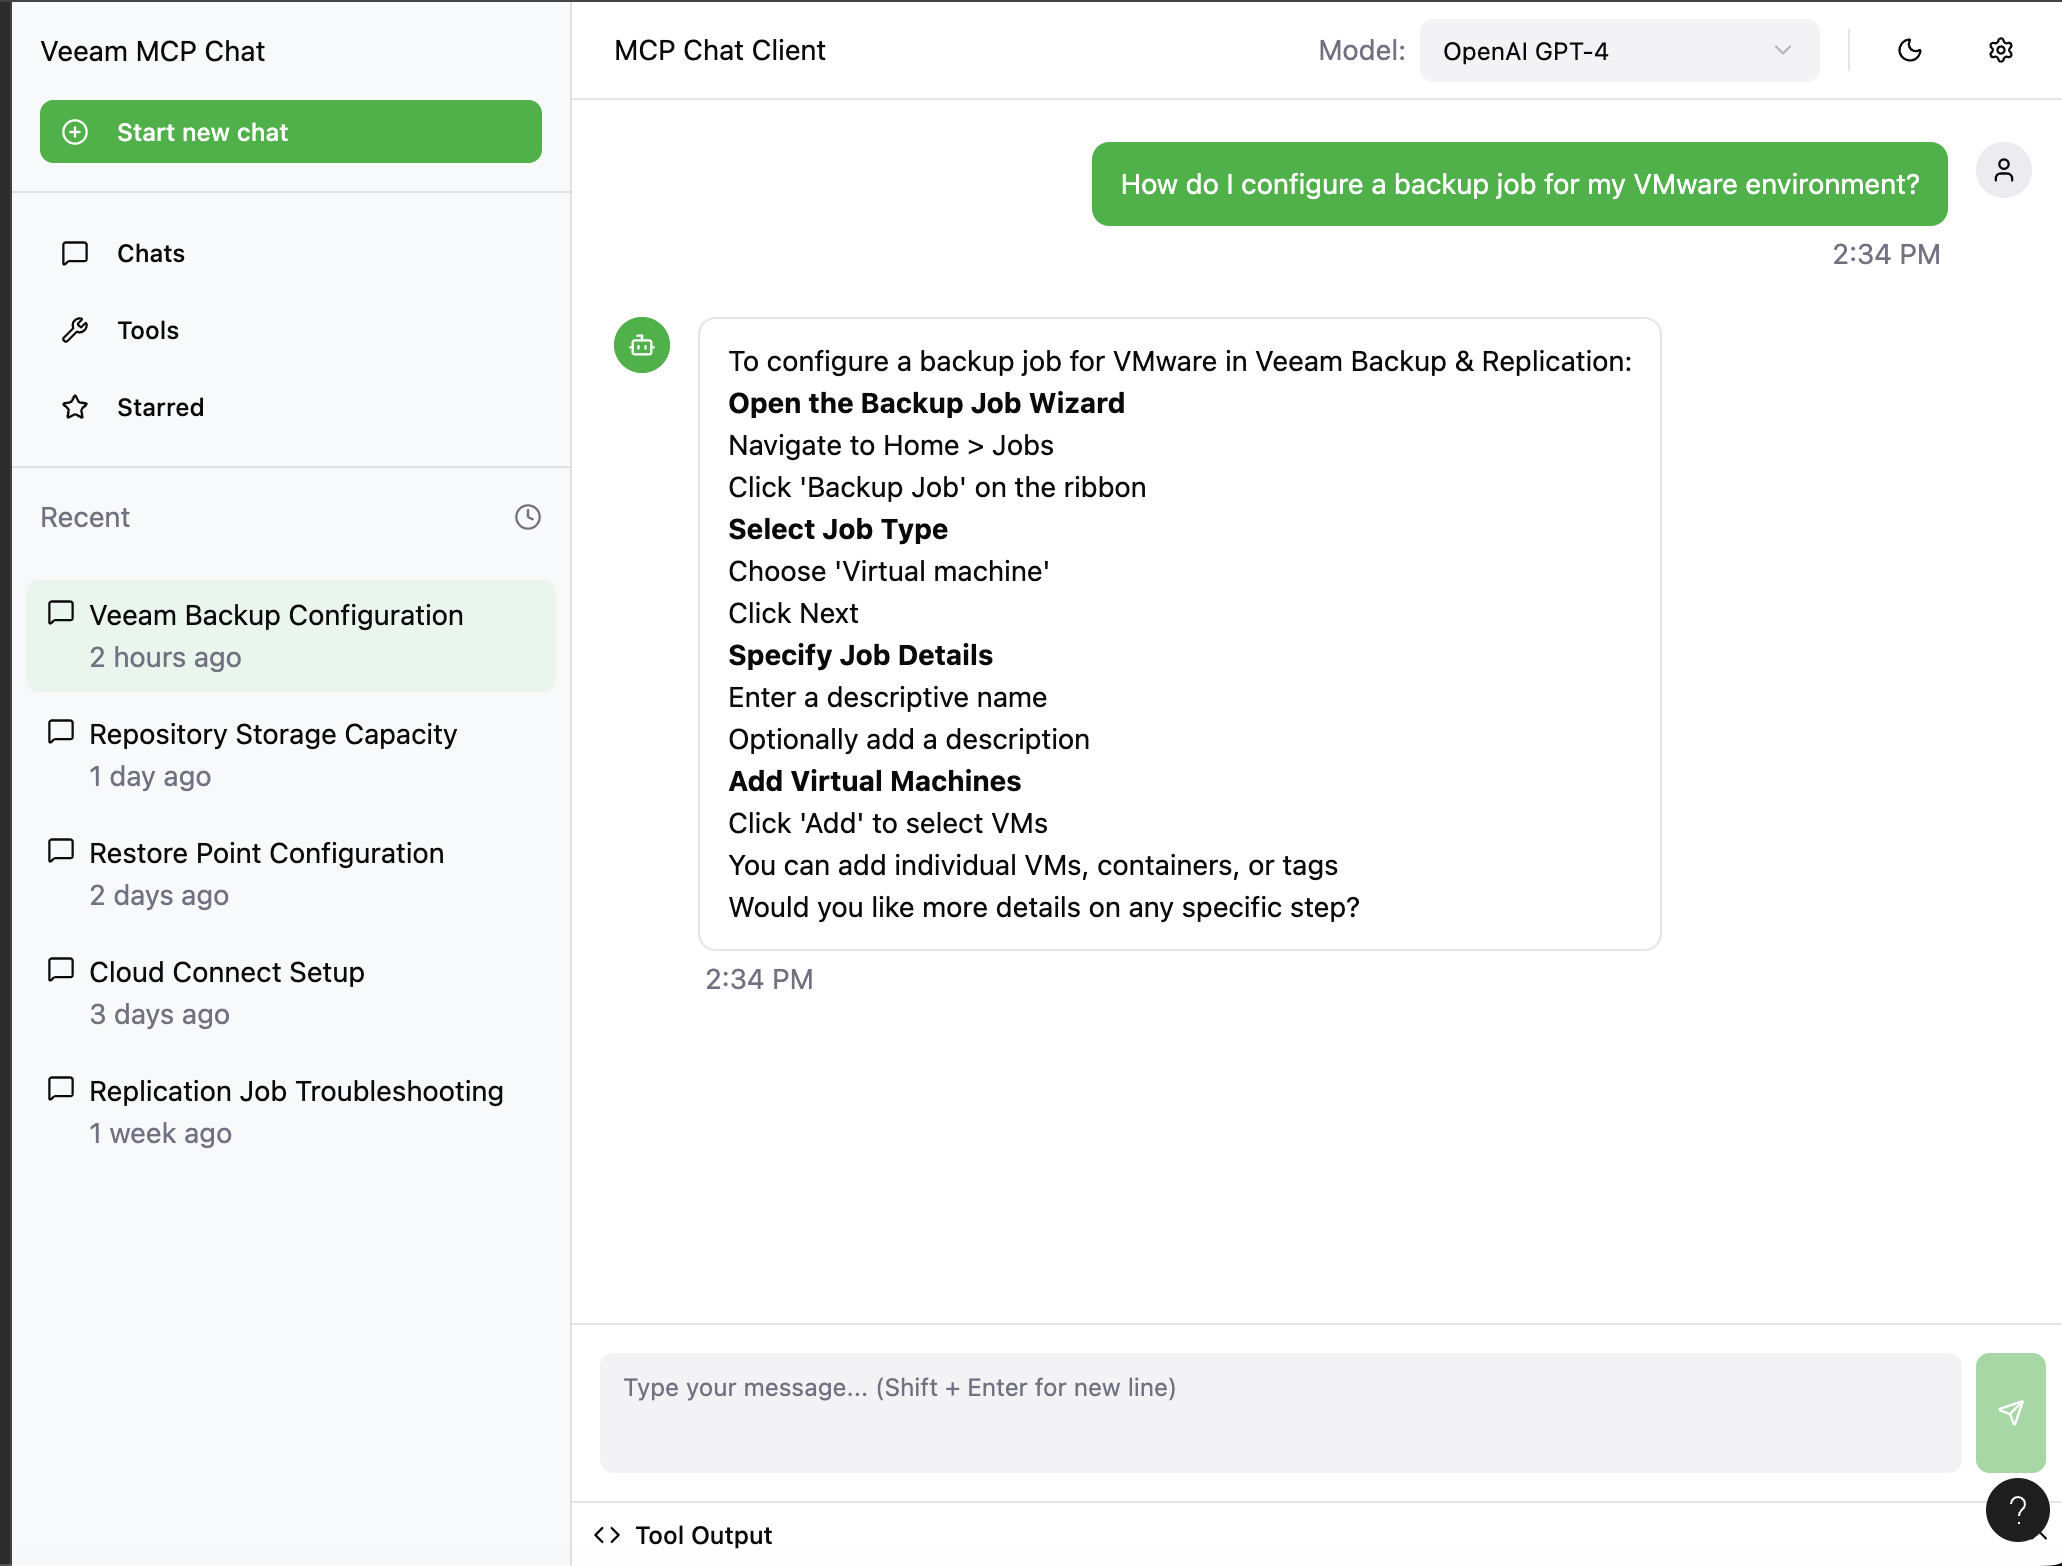 Veeam MCP Chat
Start new chat
Chats
Tools
Starred
Recent
Veeam Backup Configuration
2 hours ago
Repository Storage Capacity
1 day ago
Restore Point Configuration
2 days ago
Cloud Connect Setup
3 days ago
Replication Job Troubleshooting
1 week ago
MCP Chat Client
Model:
OpenAI GPT-4
How do I configure a backup job for my VMware environment?
2:34 PM
To configure a backup job for VMware in Veeam Backup & Replication:
Open the Backup Job Wizard
Navigate to Home > Jobs
Click 'Backup Job' on the ribbon
Select Job Type
Choose 'Virtual machine'
Click Next
Specify Job Details
Enter a descriptive name
Optionally add a description
Add Virtual Machines
Click 'Add' to select VMs
You can add individual VMs, containers, or tags
Would you like more details on any specific step?
2:34 PM
Type your message... (Shift + Enter for new line)
Tool Output
?